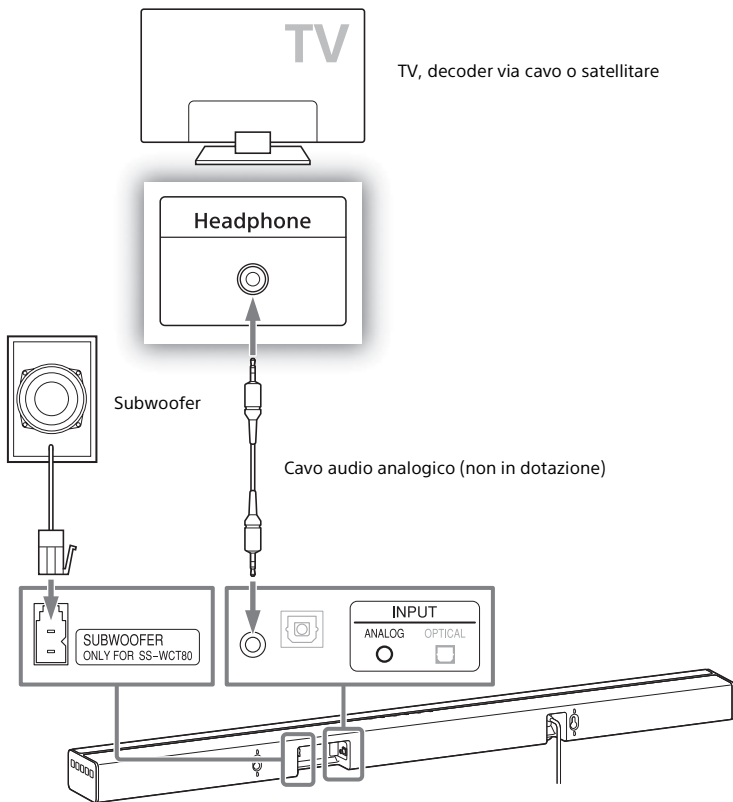 TV
TV, decoder via cavo o satellitare
Headphone
Subwoofer
Cavo audio analogico (non in dotazione)
SUBWOOFER
ONLY FOR SS-WCT80
INPUT
ANALOG OPTICAL